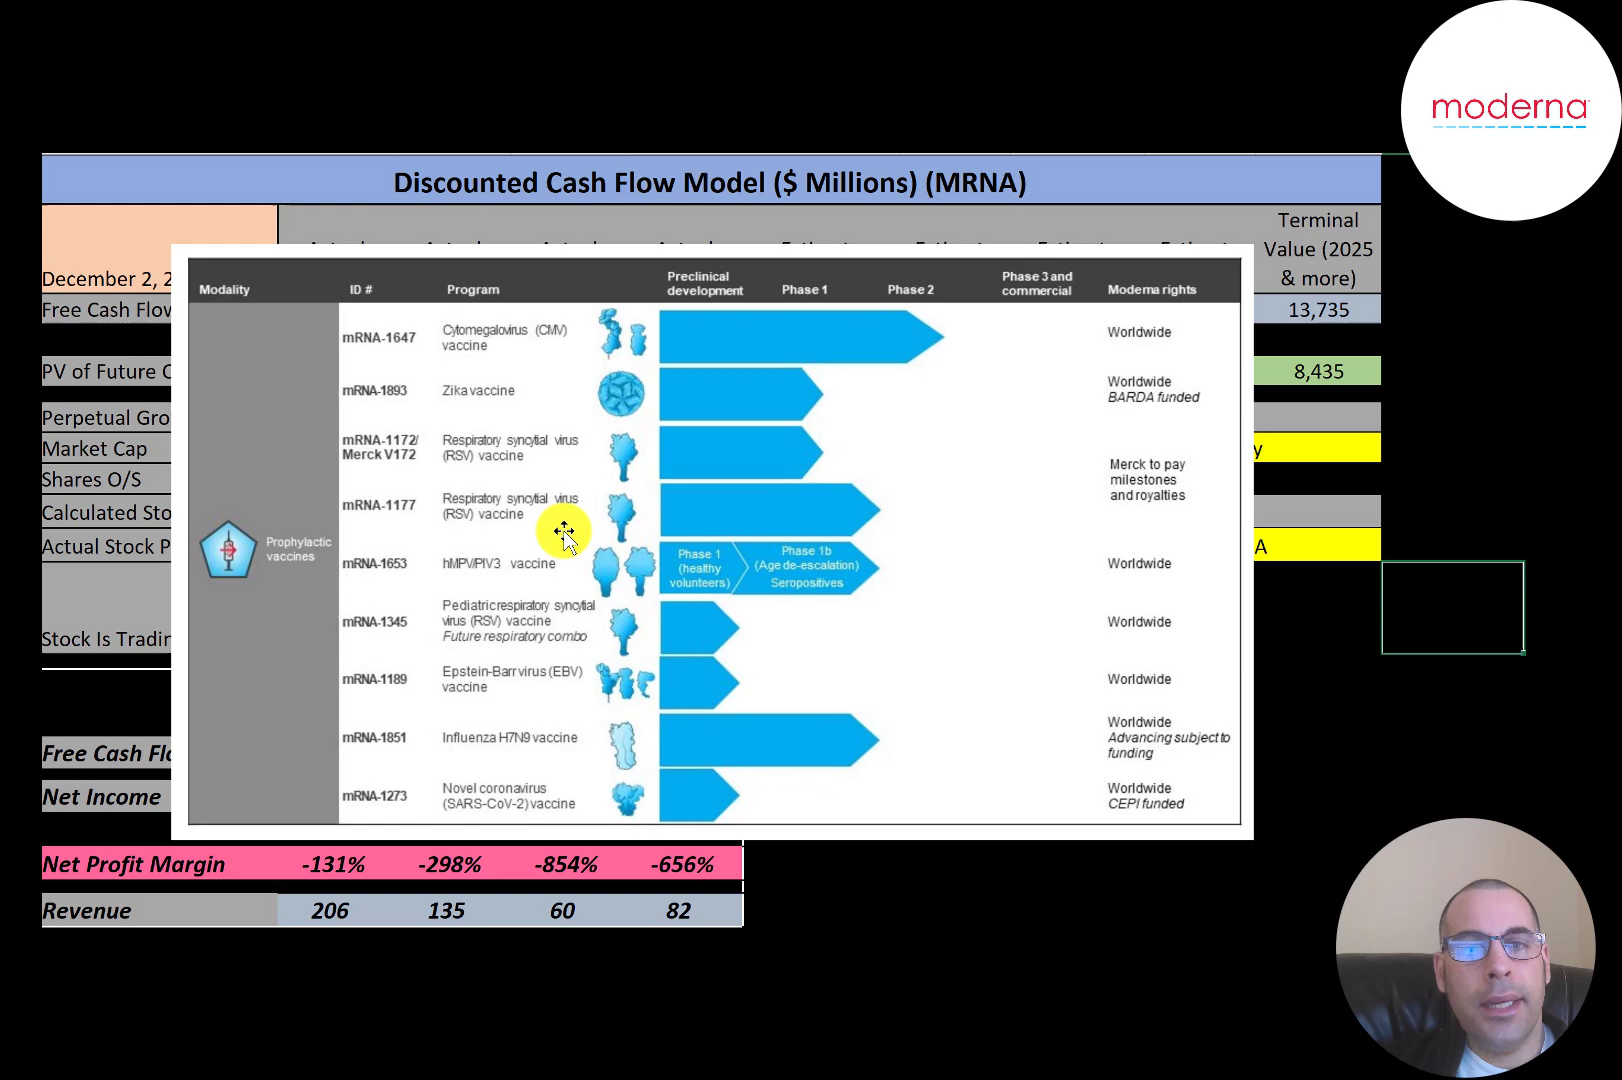 moderna
Discounted Cash Flow Model ($ Millions) (MRNA)
Terminal
Value (2025
& more)
December 2, 2
Free Cash Flow
13,735
PV of Future C
8,435
Perpetual Gro
Market Cap
y
Shares O/S
Calculated Sto
Actual Stock P
A
Stock Is Tradin
Modality
ID #
Program
Preclinical
development
Phase 1
Phase 2
Phase 3 and
commercial
Moderna rights
Prophylactic
vaccines
mRNA-1647
Cytomegalovirus (CMV)
vaccine
Worldwide
mRNA-1893
Zika vaccine
Worldwide
BARDA funded
mRNA-1172/
Merck V172
Respiratory syncytial virus
(RSV) vaccine
Merck to pay
milestones
and royalties
mRNA-1177
Respiratory syncytial virus
(RSV) vaccine
mRNA-1653
hMPV/PIV3 vaccine
Phase 1
(healthy
volunteers)
Phase 1b
(Age de-escalation)
Seropositives
Worldwide
mRNA-1345
Pediatric respiratory syncytial
virus (RSV) vaccine
Future respiratory combo
Worldwide
mRNA-1189
Epstein-Barr virus (EBV)
vaccine
Worldwide
mRNA-1851
Influenza H7N9 vaccine
Worldwide
Advancing subject to
funding
mRNA-1273
Novel coronavirus
(SARS-CoV-2) vaccine
Worldwide
CEPI funded
Free Cash Flo
Net Income
Net Profit Margin -131% -298% -854% -656%
Revenue 206 135 60 82